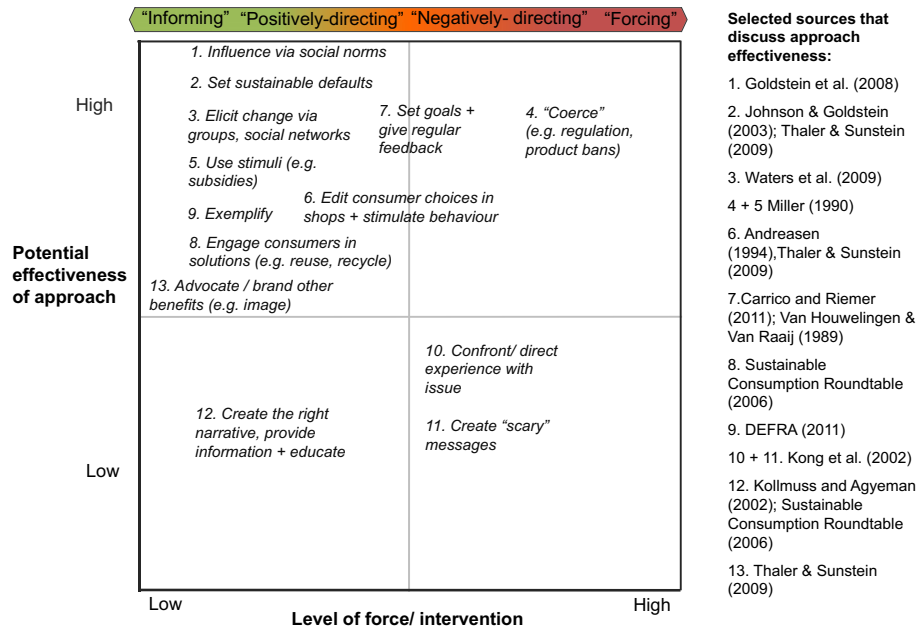 “Informing” “Positively-directing” “Negatively- directing” “Forcing”
High
Potential
effectiveness
of approach
Low
1. Influence via social norms
2. Set sustainable defaults
3. Elicit change via
groups, social networks
7. Set goals +
give regular
feedback
4. “Coerce”
(e.g. regulation,
product bans)
5. Use stimuli (e.g.
subsidies)
6. Edit consumer choices in
shops + stimulate behaviour
9. Exemplify
8. Engage consumers in
solutions (e.g. reuse, recycle)
13. Advocate / brand other
benefits (e.g. image)
10. Confront/ direct
experience with
issue
12. Create the right
narrative, provide
information + educate
11. Create “scary”
messages
Low
High
Level of force/ intervention
Selected sources that
discuss approach
effectiveness:
1. Goldstein et al. (2008)
2. Johnson & Goldstein
(2003); Thaler & Sunstein
(2009)
3. Waters et al. (2009)
4 + 5 Miller (1990)
6. Andreasen
(1994),Thaler & Sunstein
(2009)
7.Carrico and Riemer
(2011); Van Houwelingen &
Van Raaij (1989)
8. Sustainable
Consumption Roundtable
(2006)
9. DEFRA (2011)
10 + 11. Kong et al. (2002)
12. Kollmuss and Agyeman
(2002); Sustainable
Consumption Roundtable
(2006)
13. Thaler & Sunstein
(2009)